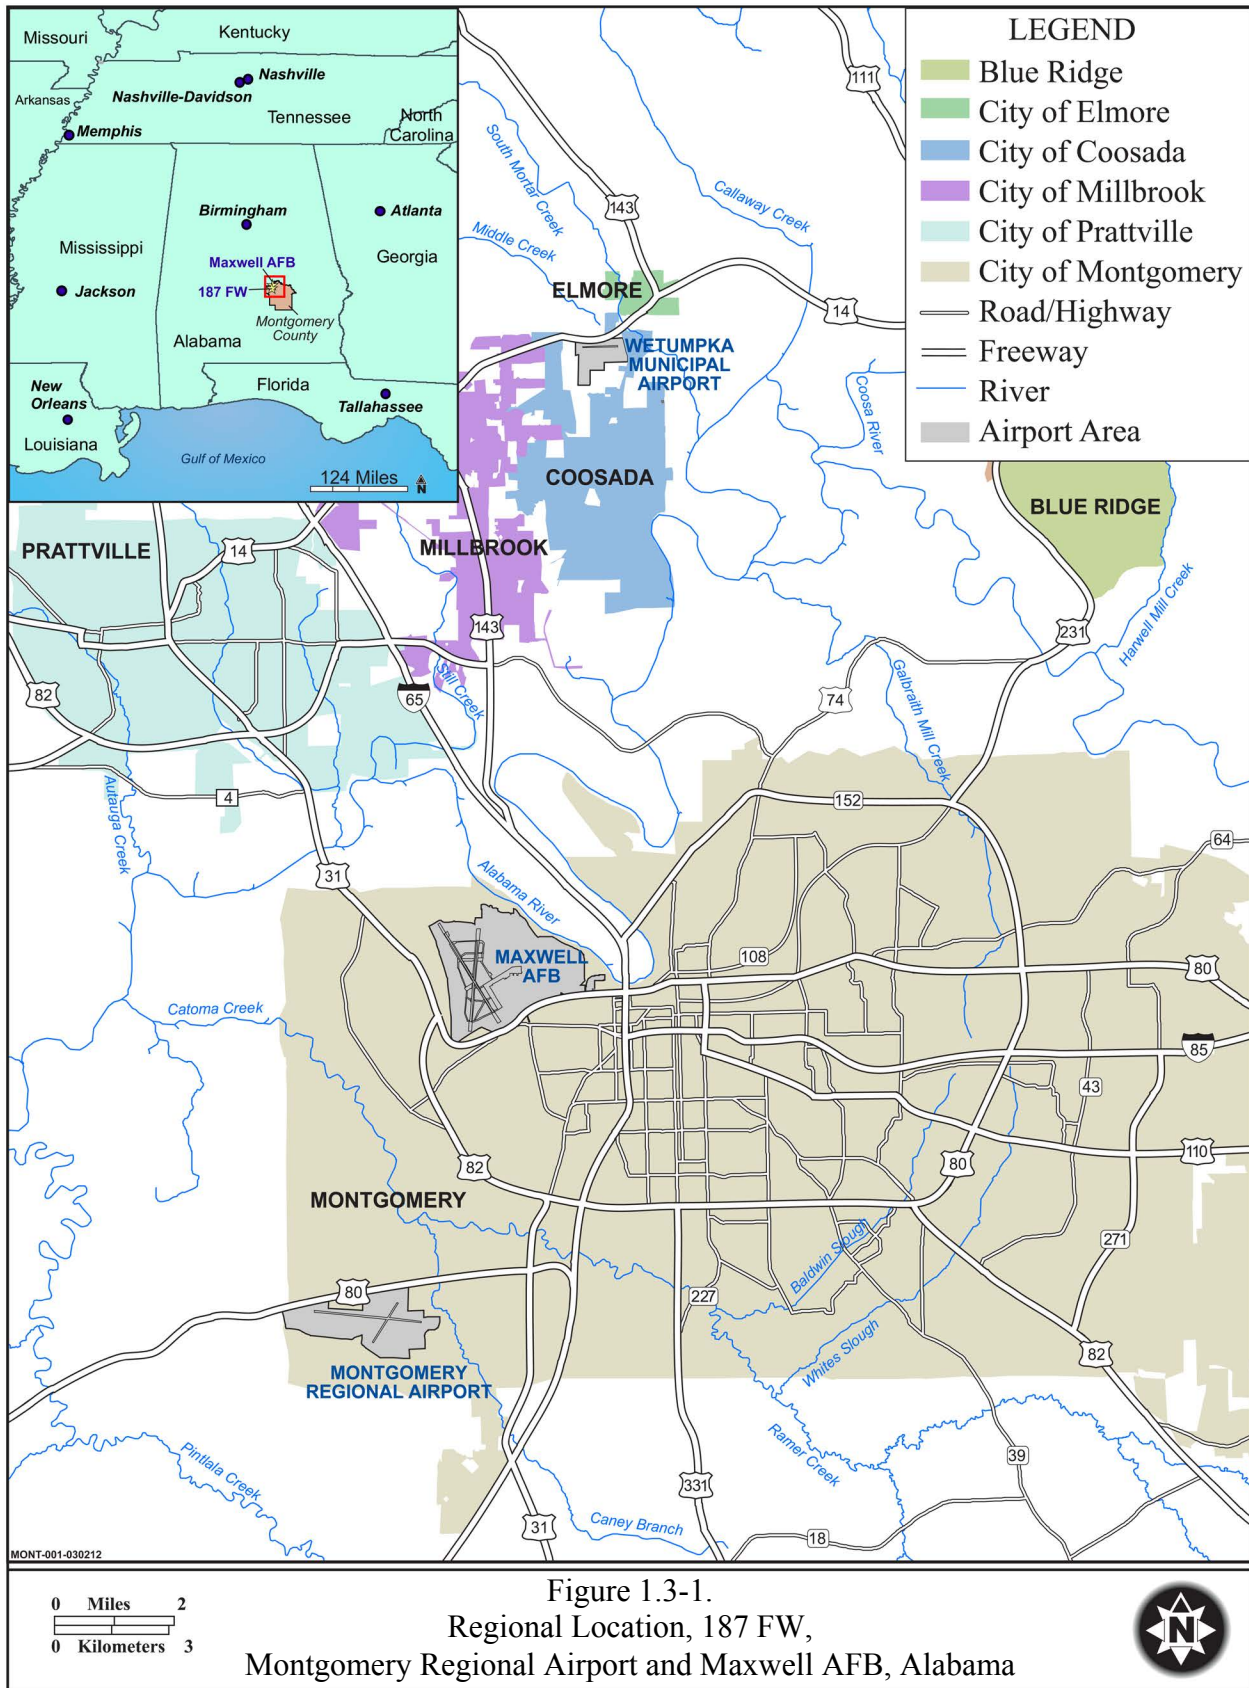 Missouri
Kentucky
Nashville
Nashville-Davidson
Arkansas
Tennessee
North
Carolina
Memphis
Birmingham
Atlanta
Mississippi
Georgia
Maxwell AFB
187 FW
Jackson
Montgomery
County
Alabama
New
Orleans
Florida
Tallahassee
Louisiana
Gulf of Mexico
124 Miles
N
LEGEND
Blue Ridge
City of Elmore
City of Coosada
City of Millbrook
City of Prattville
City of Montgomery
Road/Highway
Freeway
River
Airport Area
111
South Mortar Creek
Callaway Creek
143
Middle Creek
ELMORE
14
WETUMPKA
MUNICIPAL
AIRPORT
Coosa River
COOSADA
BLUE RIDGE
PRATTVILLE
14
MILLBROOK
Harwell Mill Creek
143
231
Still Creek
82
65
74
Galbraith Mill Creek
4
Autauga Creek
152
64
31
Alabama River
MAXWELL
AFB
108
80
Catoma Creek
85
43
82
80
110
MONTGOMERY
271
Baldwin Slough
80
227
Whites Slough
82
MONTGOMERY
REGIONAL AIRPORT
Pintlala Creek
Ramer Creek
39
331
31
Caney Branch
18
MONT-001-030212
0 Miles 2
0 Kilometers 3
Figure 1.3-1.
Regional Location, 187 FW,
Montgomery Regional Airport and Maxwell AFB, Alabama
N